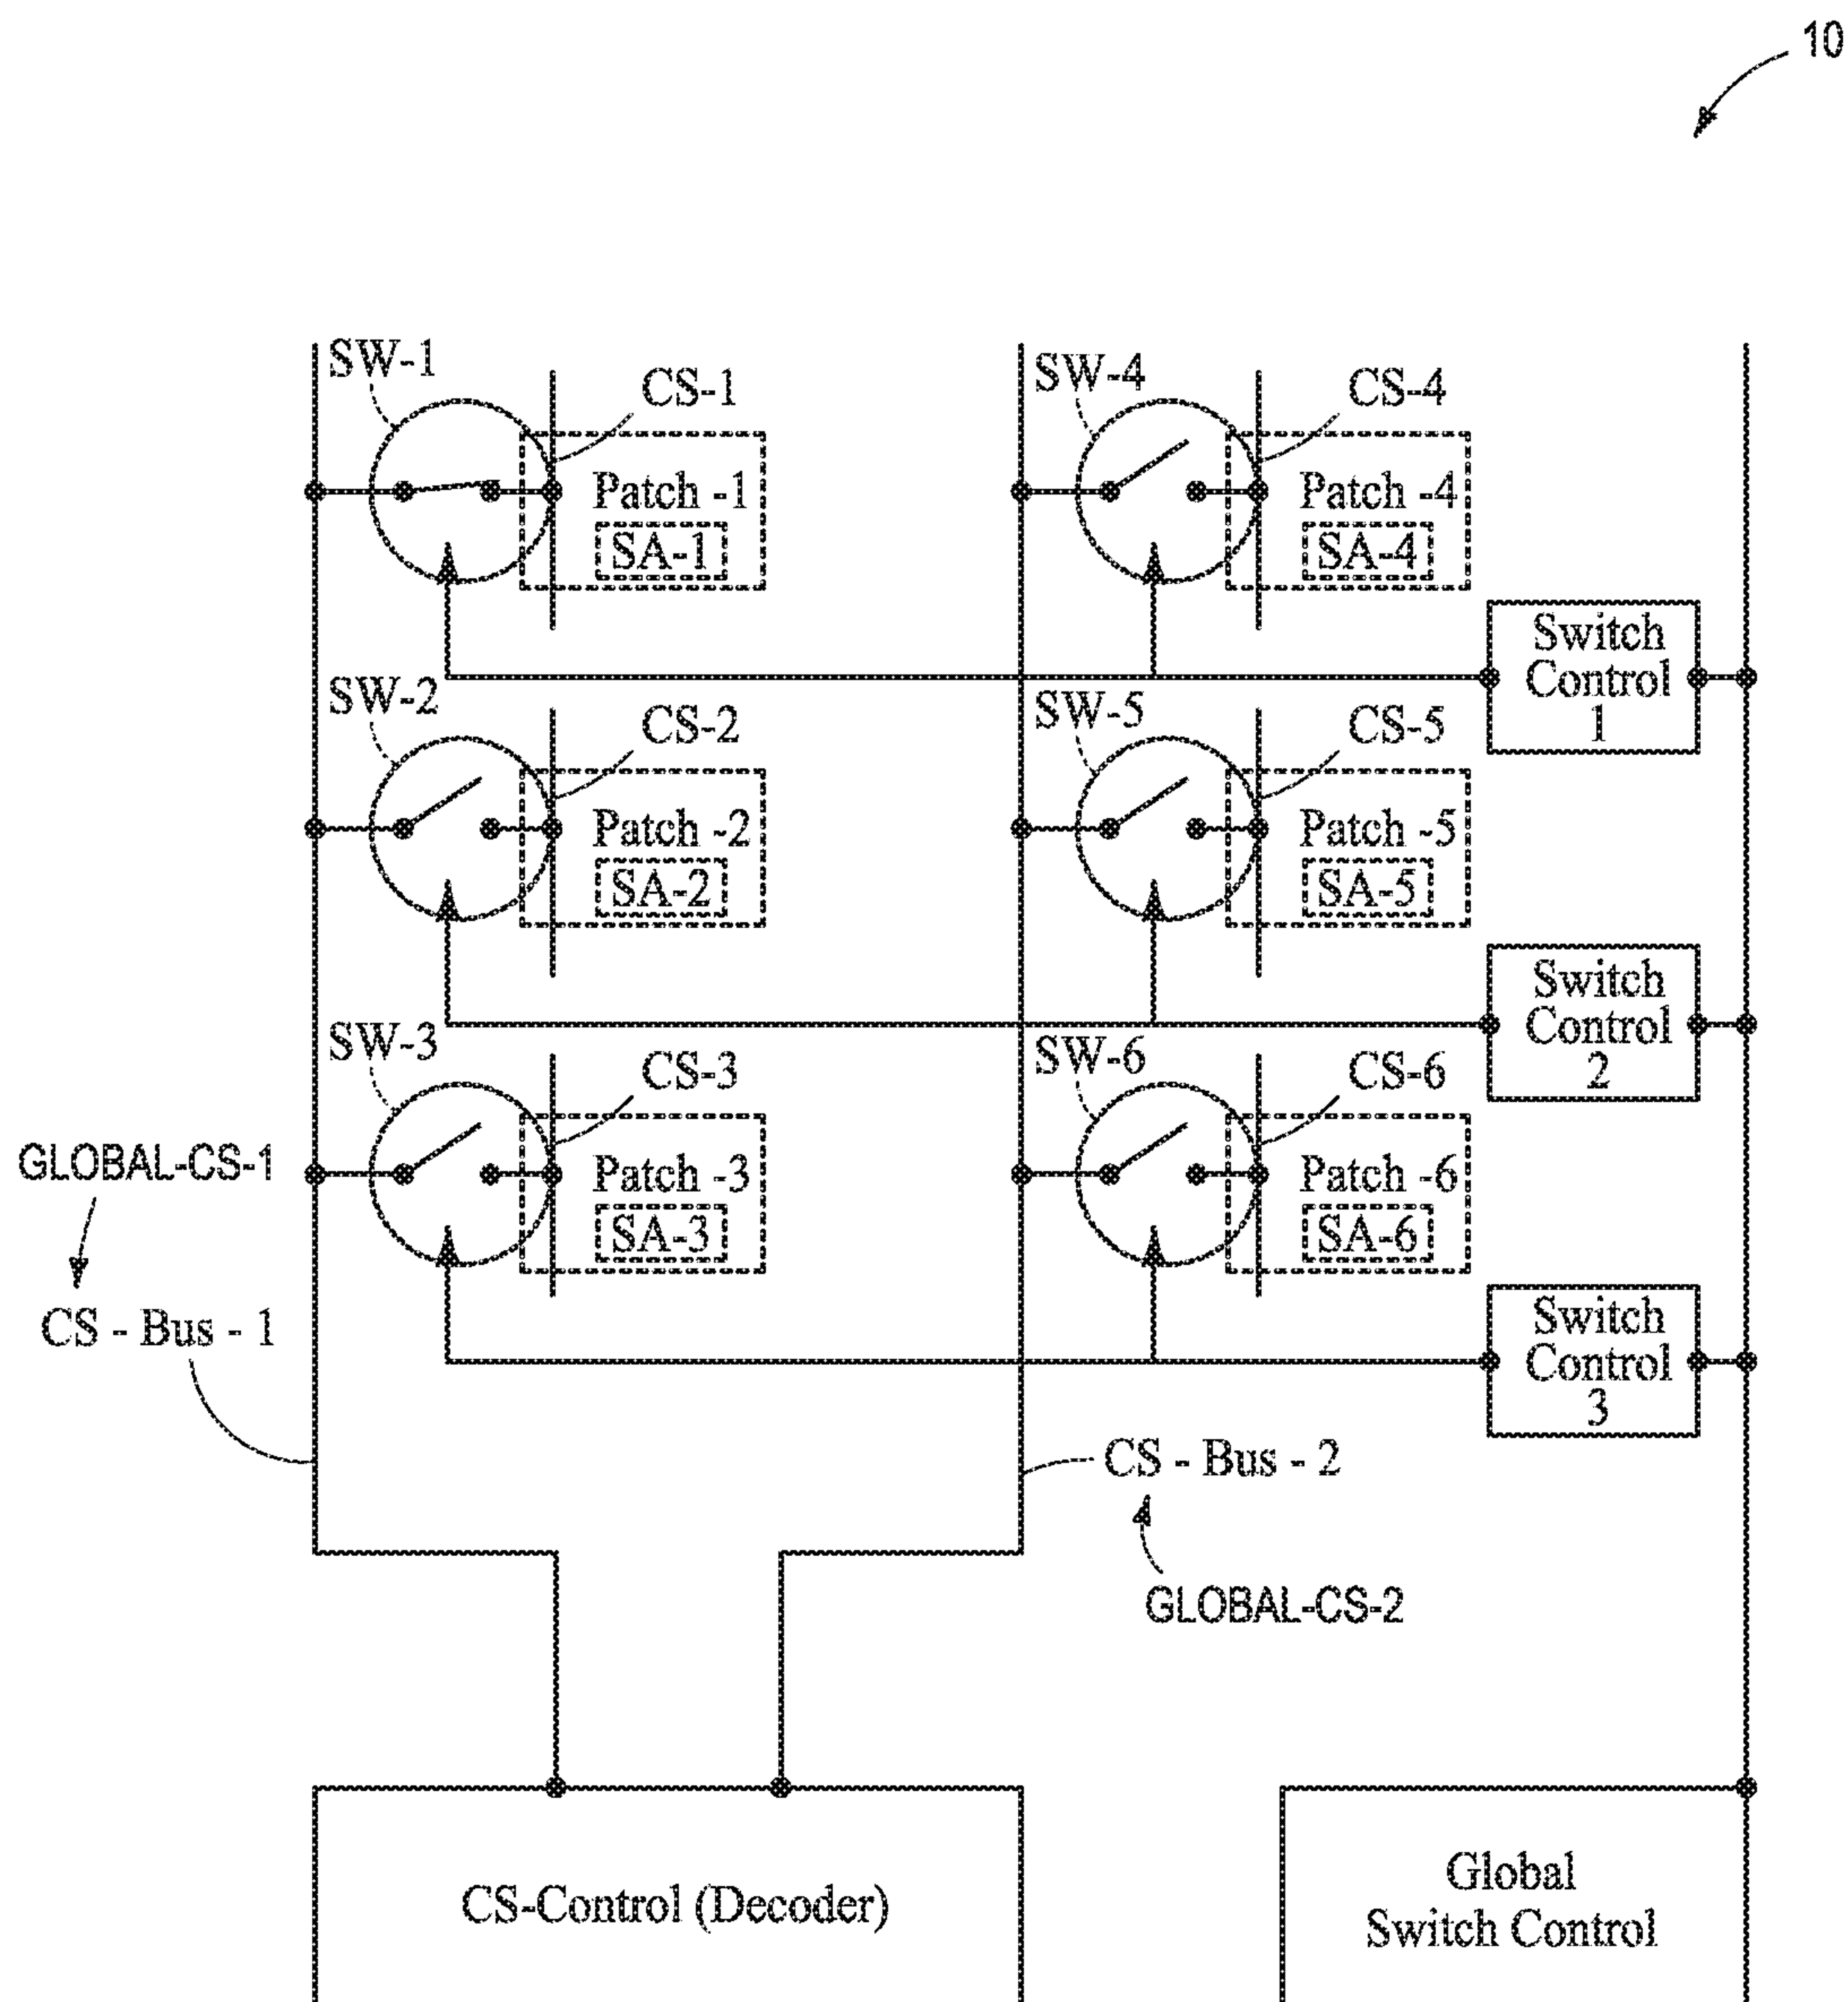 10
SW-1
CS-1
Patch -1
SA-1
SW-4
CS-4
Patch -4
SA-4
Switch
Control
1
SW-2
CS-2
Patch -2
SA-2
SW-5
CS-5
Patch -5
SA-5
Switch
Control
2
SW-3
CS-3
Patch -3
SA-3
SW-6
CS-6
Patch -6
SA-6
Switch
Control
3
GLOBAL-CS-1
CS - Bus - 1
CS - Bus - 2
GLOBAL-CS-2
CS-Control (Decoder)
Global
Switch Control